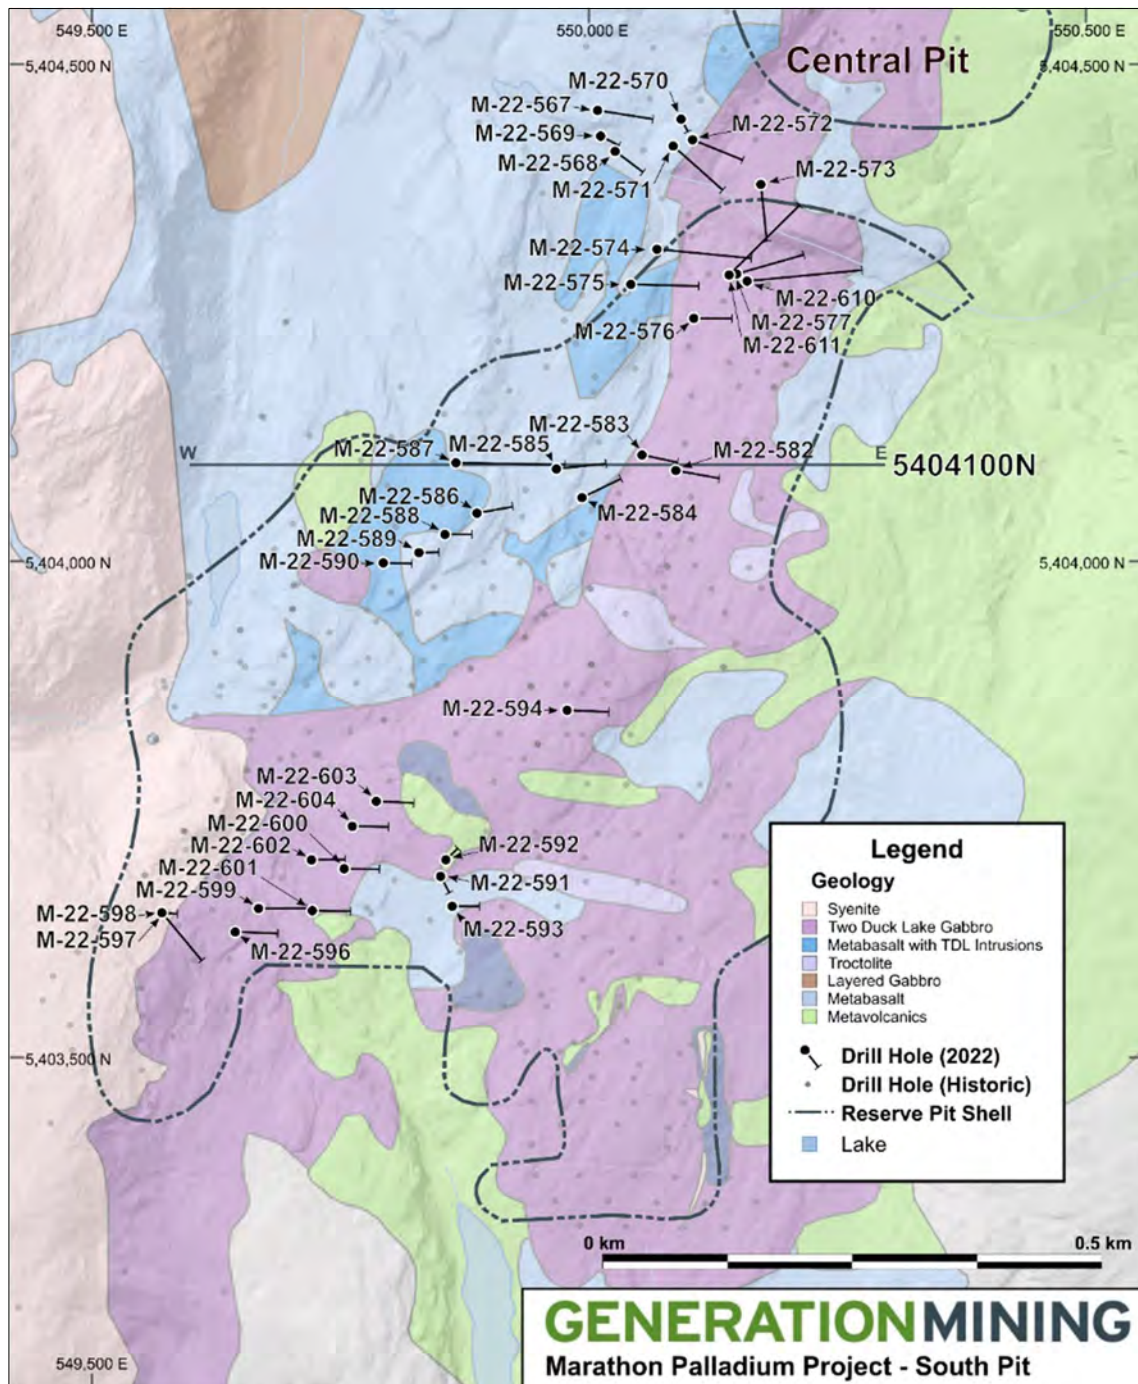 549,500 E
550,000 E
550,500 E
5,404,500 N
5,404,500 N
Central Pit
M-22-570
M-22-567
M-22-569
M-22-572
M-22-568
M-22-573
M-22-571
M-22-574
M-22-575
M-22-610
M-22-576
M-22-577
M-22-611
M-22-583
M-22-587
M-22-585
M-22-582
W
E
5404100N
M-22-586
M-22-588
M-22-584
M-22-589
M-22-590
5,404,000 N
5,404,000 N
M-22-594
M-22-603
M-22-604
M-22-600
M-22-602
M-22-592
M-22-601
M-22-591
M-22-599
M-22-598
M-22-597
M-22-593
M-22-596
5,403,500 N
Legend
Geology
Syenite
Two Duck Lake Gabbro
Metabasalt with TDL Intrusions
Troctolite
Layered Gabbro
Metabasalt
Metavolcanics
Drill Hole (2022)
Drill Hole (Historic)
Reserve Pit Shell
Lake
0 km
0.5 km
GENERATIONMINING
Marathon Palladium Project - South Pit
549,500 E